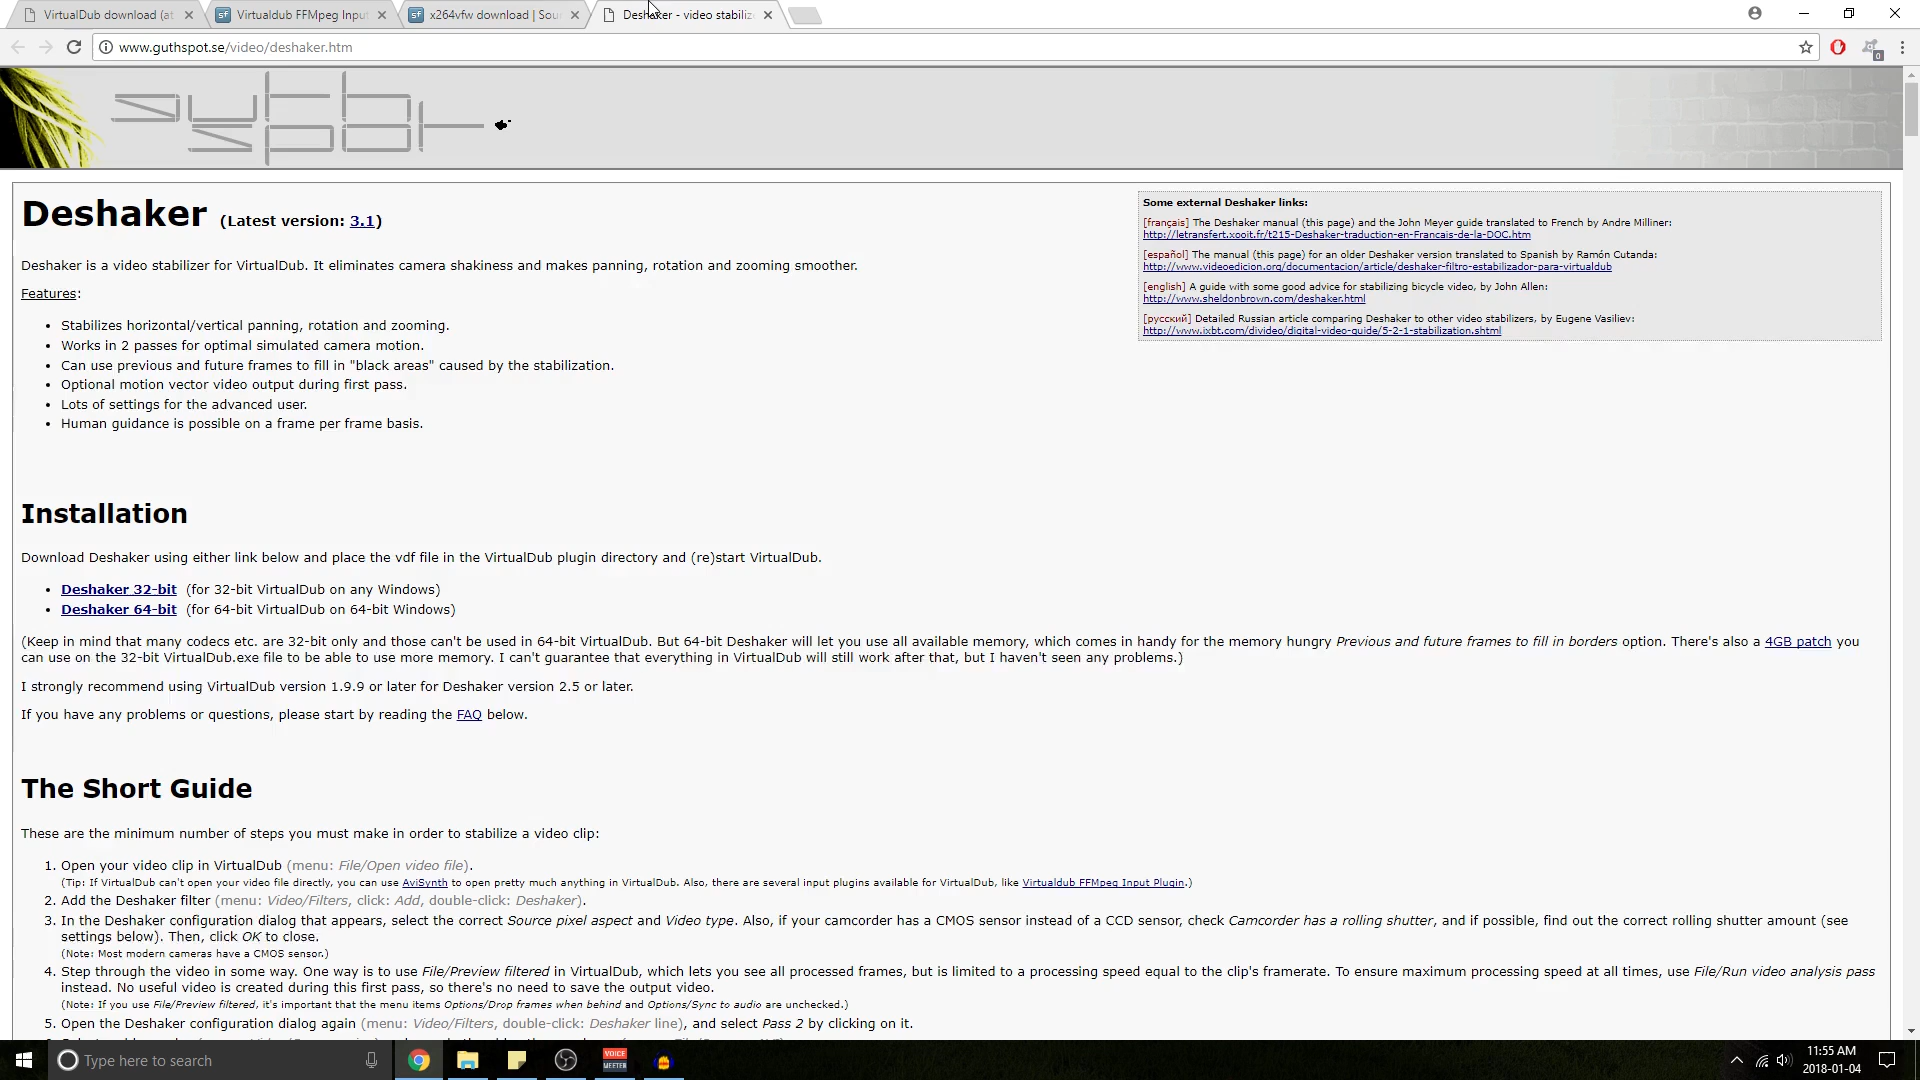 VirtualDub download (at
Virtualdub FFMpeg Input
x264vfw download | Sou
Deshaker - video stabiliz
www.guthspot.se/video/deshaker.htm
0
guth
spot
Deshaker (Latest version: 3.1)
Deshaker is a video stabilizer for VirtualDub. It eliminates camera shakiness and makes panning, rotation and zooming smoother.
Features:
• Stabilizes horizontal/vertical panning, rotation and zooming.
• Works in 2 passes for optimal simulated camera motion.
• Can use previous and future frames to fill in "black areas" caused by the stabilization.
• Optional motion vector video output during first pass.
• Lots of settings for the advanced user.
• Human guidance is possible on a frame per frame basis.
Some external Deshaker links:
[français] The Deshaker manual (this page) and the John Meyer guide translated to French by Andre Milliner:
http://letransfert.xooit.fr/t215-Deshaker-traduction-en-Francais-de-la-DOC.htm
[español] The manual (this page) for an older Deshaker version translated to Spanish by Ramón Cutanda:
http://www.videoedicion.org/documentacion/article/deshaker-filtro-estabilizador-para-virtualdub
[english] A guide with some good advice for stabilizing bicycle video, by John Allen:
http://www.sheldonbrown.com/deshaker.html
[русский] Detailed Russian article comparing Deshaker to other video stabilizers, by Eugene Vasiliev:
http://www.ixbt.com/divideo/digital-video-guide/5-2-1-stabilization.shtml
Installation
Download Deshaker using either link below and place the vdf file in the VirtualDub plugin directory and (re)start VirtualDub.
• Deshaker 32-bit (for 32-bit VirtualDub on any Windows)
• Deshaker 64-bit (for 64-bit VirtualDub on 64-bit Windows)
(Keep in mind that many codecs etc. are 32-bit only and those can't be used in 64-bit VirtualDub. But 64-bit Deshaker will let you use all available memory, which comes in handy for the memory hungry Previous and future frames to fill in borders option. There's also a 4GB patch you
can use on the 32-bit VirtualDub.exe file to be able to use more memory. I can't guarantee that everything in VirtualDub will still work after that, but I haven't seen any problems.)
I strongly recommend using VirtualDub version 1.9.9 or later for Deshaker version 2.5 or later.
If you have any problems or questions, please start by reading the FAQ below.
The Short Guide
These are the minimum number of steps you must make in order to stabilize a video clip:
1. Open your video clip in VirtualDub (menu: File/Open video file).
(Tip: If VirtualDub can't open your video file directly, you can use AviSynth to open pretty much anything in VirtualDub. Also, there are several input plugins available for VirtualDub, like Virtualdub FFMpeg Input Plugin.)
2. Add the Deshaker filter (menu: Video/Filters, click: Add, double-click: Deshaker).
3. In the Deshaker configuration dialog that appears, select the correct Source pixel aspect and Video type. Also, if your camcorder has a CMOS sensor instead of a CCD sensor, check Camcorder has a rolling shutter, and if possible, find out the correct rolling shutter amount (see
settings below). Then, click OK to close.
(Note: Most modern cameras have a CMOS sensor.)
4. Step through the video in some way. One way is to use File/Preview filtered in VirtualDub, which lets you see all processed frames, but is limited to a processing speed equal to the clip's framerate. To ensure maximum processing speed at all times, use File/Run video analysis pass
instead. No useful video is created during this first pass, so there's no need to save the output video.
(Note: If you use File/Preview filtered, it's important that the menu items Options/Drop frames when behind and Options/Sync to audio are unchecked.)
5. Open the Deshaker configuration dialog again (menu: Video/Filters, double-click: Deshaker line), and select Pass 2 by clicking on it.
Type here to search
VOICE
MEETER
11:55 AM
2018-01-04